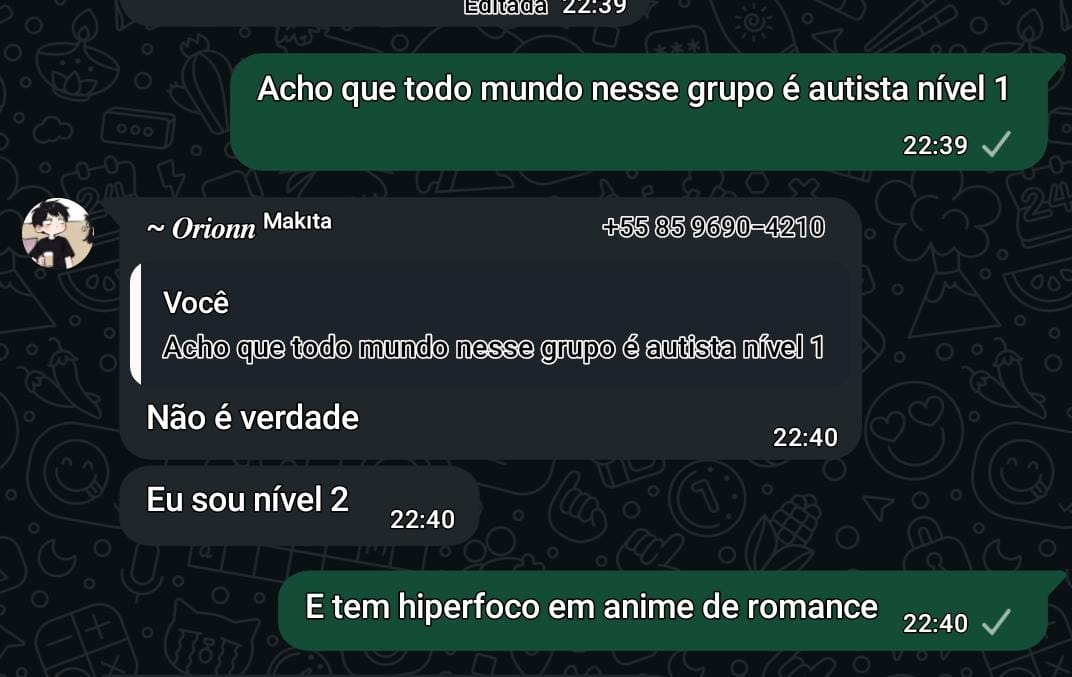 Editada 22:39
Acho que todo mundo nesse grupo é autista nível 1
22:39
~ Orionn Makita +55 85 9690-4210
Você
Acho que todo mundo nesse grupo é autista nível 1
Não é verdade
22:40
Eu sou nível 2 22:40
E tem hiperfoco em anime de romance 22:40